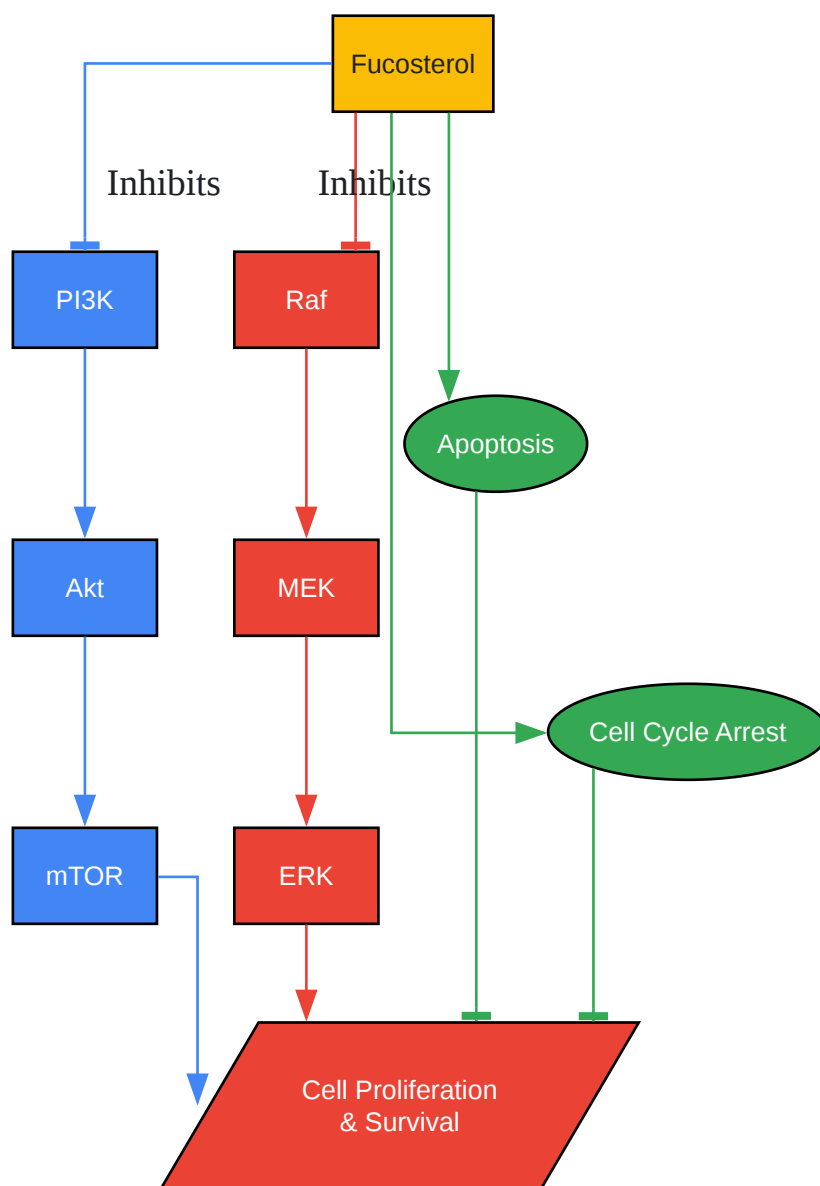 Fucosterol
Inhibits
Inhibits
PI3K
Raf
Apoptosis
Akt
MEK
Cell Cycle Arrest
mTOR
ERK
Cell Proliferation
& Survival